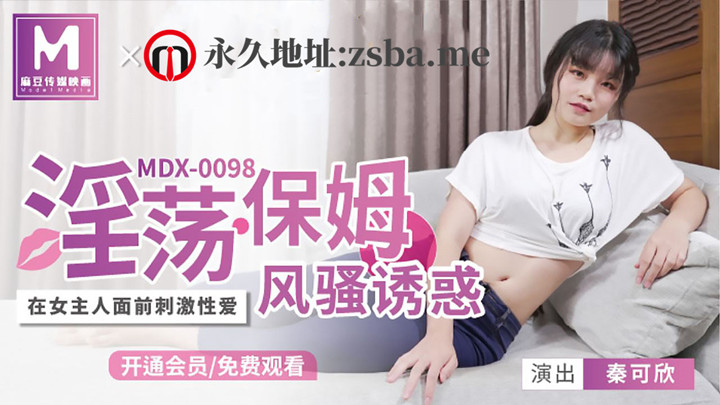 M
麻豆传媒映画
Model Media
× 永久地址:zsba.me
MDX-0098
淫荡·保姆
风骚诱惑
在女主人面前刺激性爱
开通会员/免费观看
演出 秦可欣